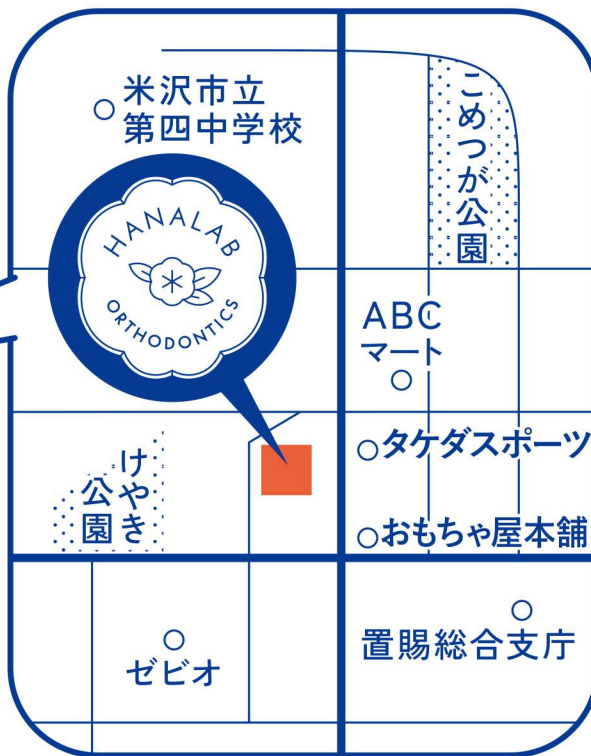 米沢市立
第四中学校
こめつが公園
HANALAB
ORTHODONTICS
ABC
マート
タケダスポーツ
けやき
公園
おもちゃ屋本舗
ゼビオ
置賜総合支庁